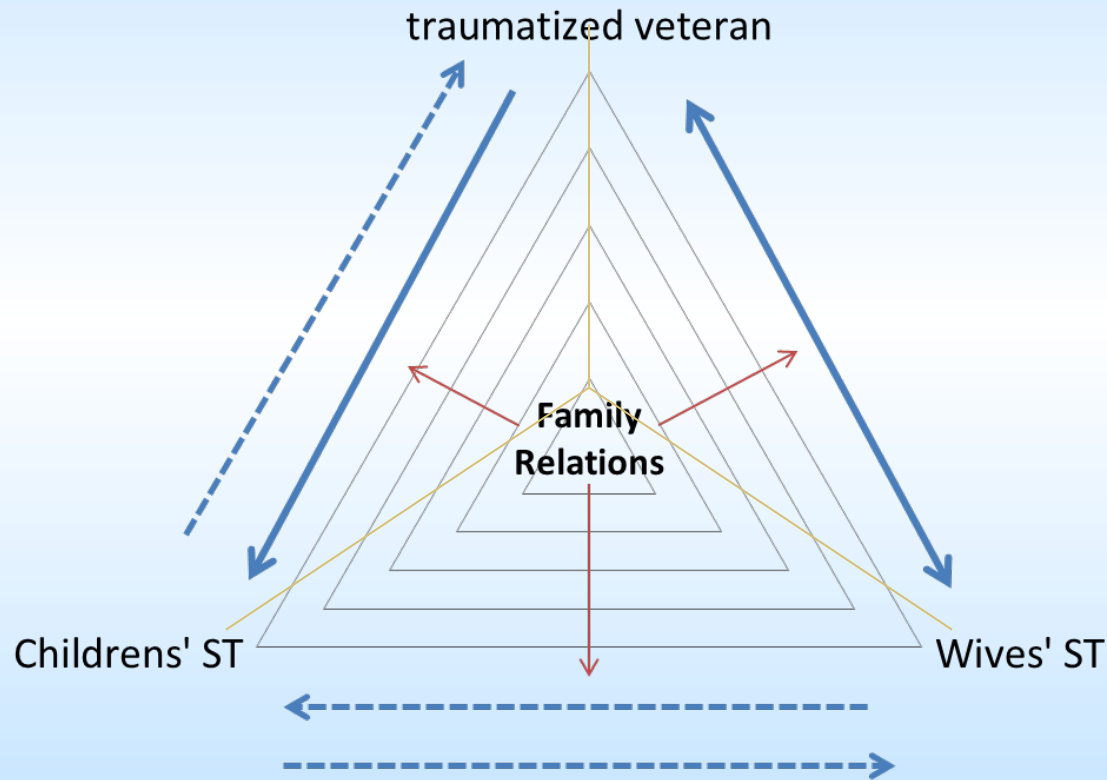 traumatized veteran
Family
Relations
Childrens' ST
Wives' ST